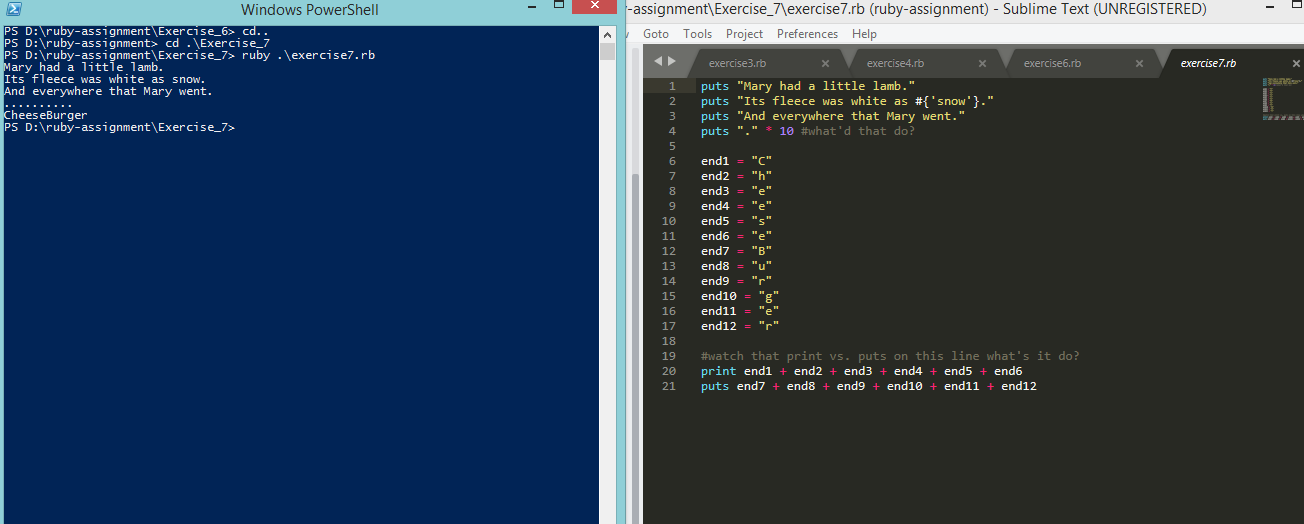 Windows PowerShell
PS D:\ruby-assignment\Exercise_6> cd..
PS D:\ruby-assignment> cd .\Exercise_7
PS D:\ruby-assignment\Exercise_7> ruby .\exercise7.rb
Mary had a little lamb.
Its fleece was white as snow.
And everywhere that Mary went.
..........
CheeseBurger
PS D:\ruby-assignment\Exercise_7>
-assignment\Exercise_7\exercise7.rb (ruby-assignment) - Sublime Text (UNREGISTERED)
Goto Tools Project Preferences Help
exercise3.rb exercise4.rb exercise6.rb exercise7.rb
1 puts "Mary had a little lamb."
2 puts "Its fleece was white as #{'snow'}."
3 puts "And everywhere that Mary went."
4 puts "." * 10 #what'd that do?
5
6 end1 = "C"
7 end2 = "h"
8 end3 = "e"
9 end4 = "e"
10 end5 = "s"
11 end6 = "e"
12 end7 = "B"
13 end8 = "u"
14 end9 = "r"
15 end10 = "g"
16 end11 = "e"
17 end12 = "r"
18
19 #watch that print vs. puts on this line what's it do?
20 print end1 + end2 + end3 + end4 + end5 + end6
21 puts end7 + end8 + end9 + end10 + end11 + end12